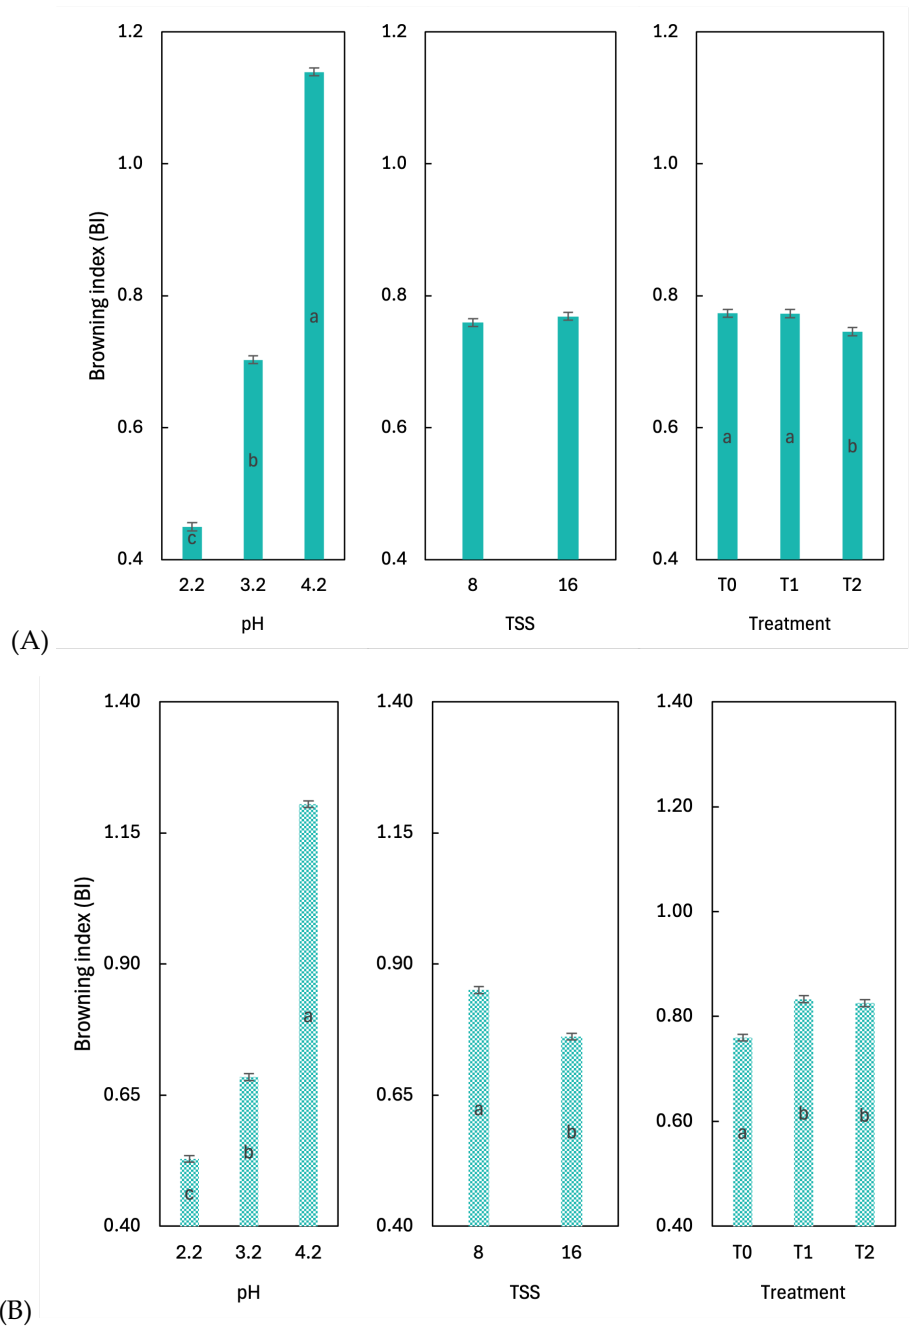 1.2 1.2 1.2
1.0 1.0 1.0
0.8 0.8 0.8
0.6 0.6 0.6
0.4 0.4 0.4
Browning index (BI)
c b a
a a b
2.2 3.2 4.2 8 16 T0 T1 T2
pH TSS Treatment
(A)
1.40 1.40 1.40
1.15 1.15 1.20
0.90 0.90 1.00
0.65 0.65 0.80
0.60
0.40 0.40 0.40
Browning index (BI)
c b a
a b
a b b
2.2 3.2 4.2 8 16 T0 T1 T2
pH TSS Treatment
(B)